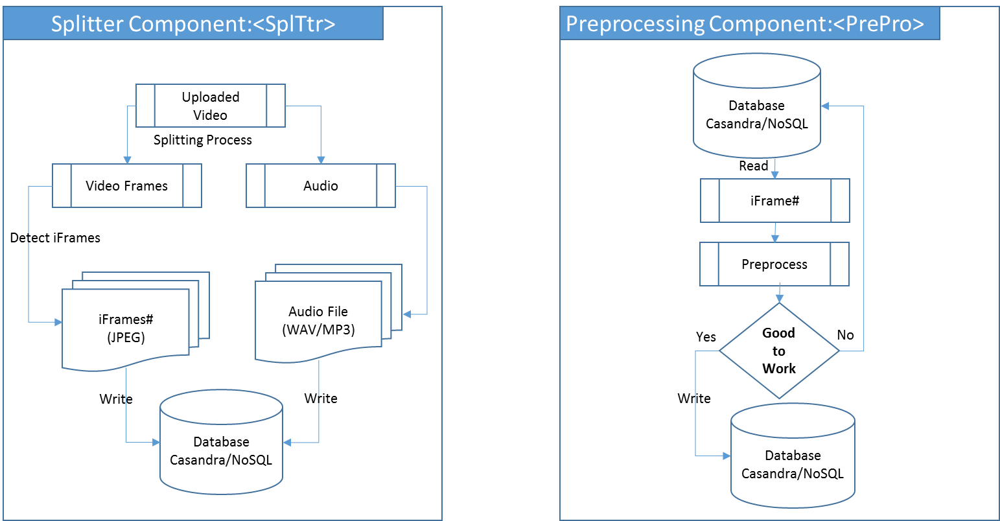 Splitter Component:<SplTtr>
Uploaded
Video
Splitting Process
Video Frames
Audio
Detect iFrames
iFrames#
(JPEG)
Audio File
(WAV/MP3)
Write
Write
Database
Casandra/NoSQL
Preprocessing Component:<PrePro>
Database
Casandra/NoSQL
Read
iFrame#
Preprocess
Yes
Good
to
Work
No
Write
Database
Casandra/NoSQL